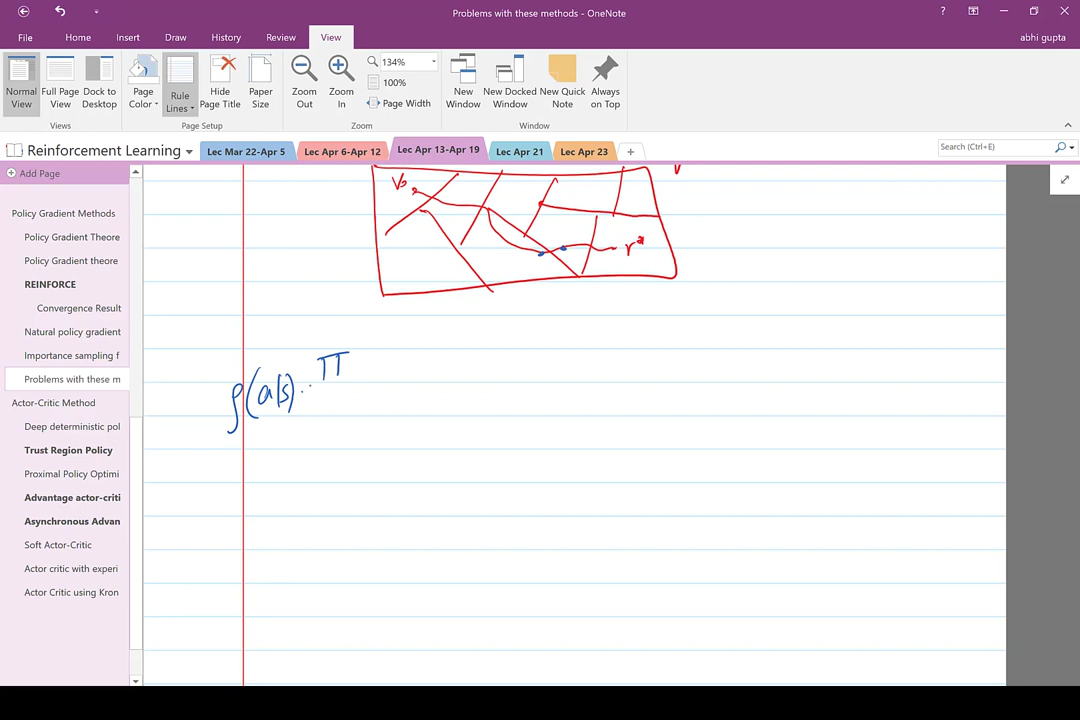 Problems with these methods - OneNote
?
File Home Insert Draw History Review View
abhi gupta
Normal View
Full Page View
Dock to Desktop
Page Color
Rule Lines
Hide Page Title
Paper Size
Zoom Out
Zoom In
134%
100%
Page Width
New Window
New Docked Window
New Quick Note
Always on Top
Views
Page Setup
Zoom
Window
Reinforcement Learning
Lec Mar 22-Apr 5
Lec Apr 6-Apr 12
Lec Apr 13-Apr 19
Lec Apr 21
Lec Apr 23
+
Search (Ctrl+E)
Add Page
Policy Gradient Methods
Policy Gradient Theore
Policy Gradient theore
REINFORCE
Convergence Result
Natural policy gradient
Importance sampling f
Problems with these m
Actor-Critic Method
Deep deterministic pol
Trust Region Policy
Proximal Policy Optimi
Advantage actor-criti
Asynchronous Advan
Soft Actor-Critic
Actor critic with experi
Actor Critic using Kron
V₀
r*
ρ(a|s) .. π